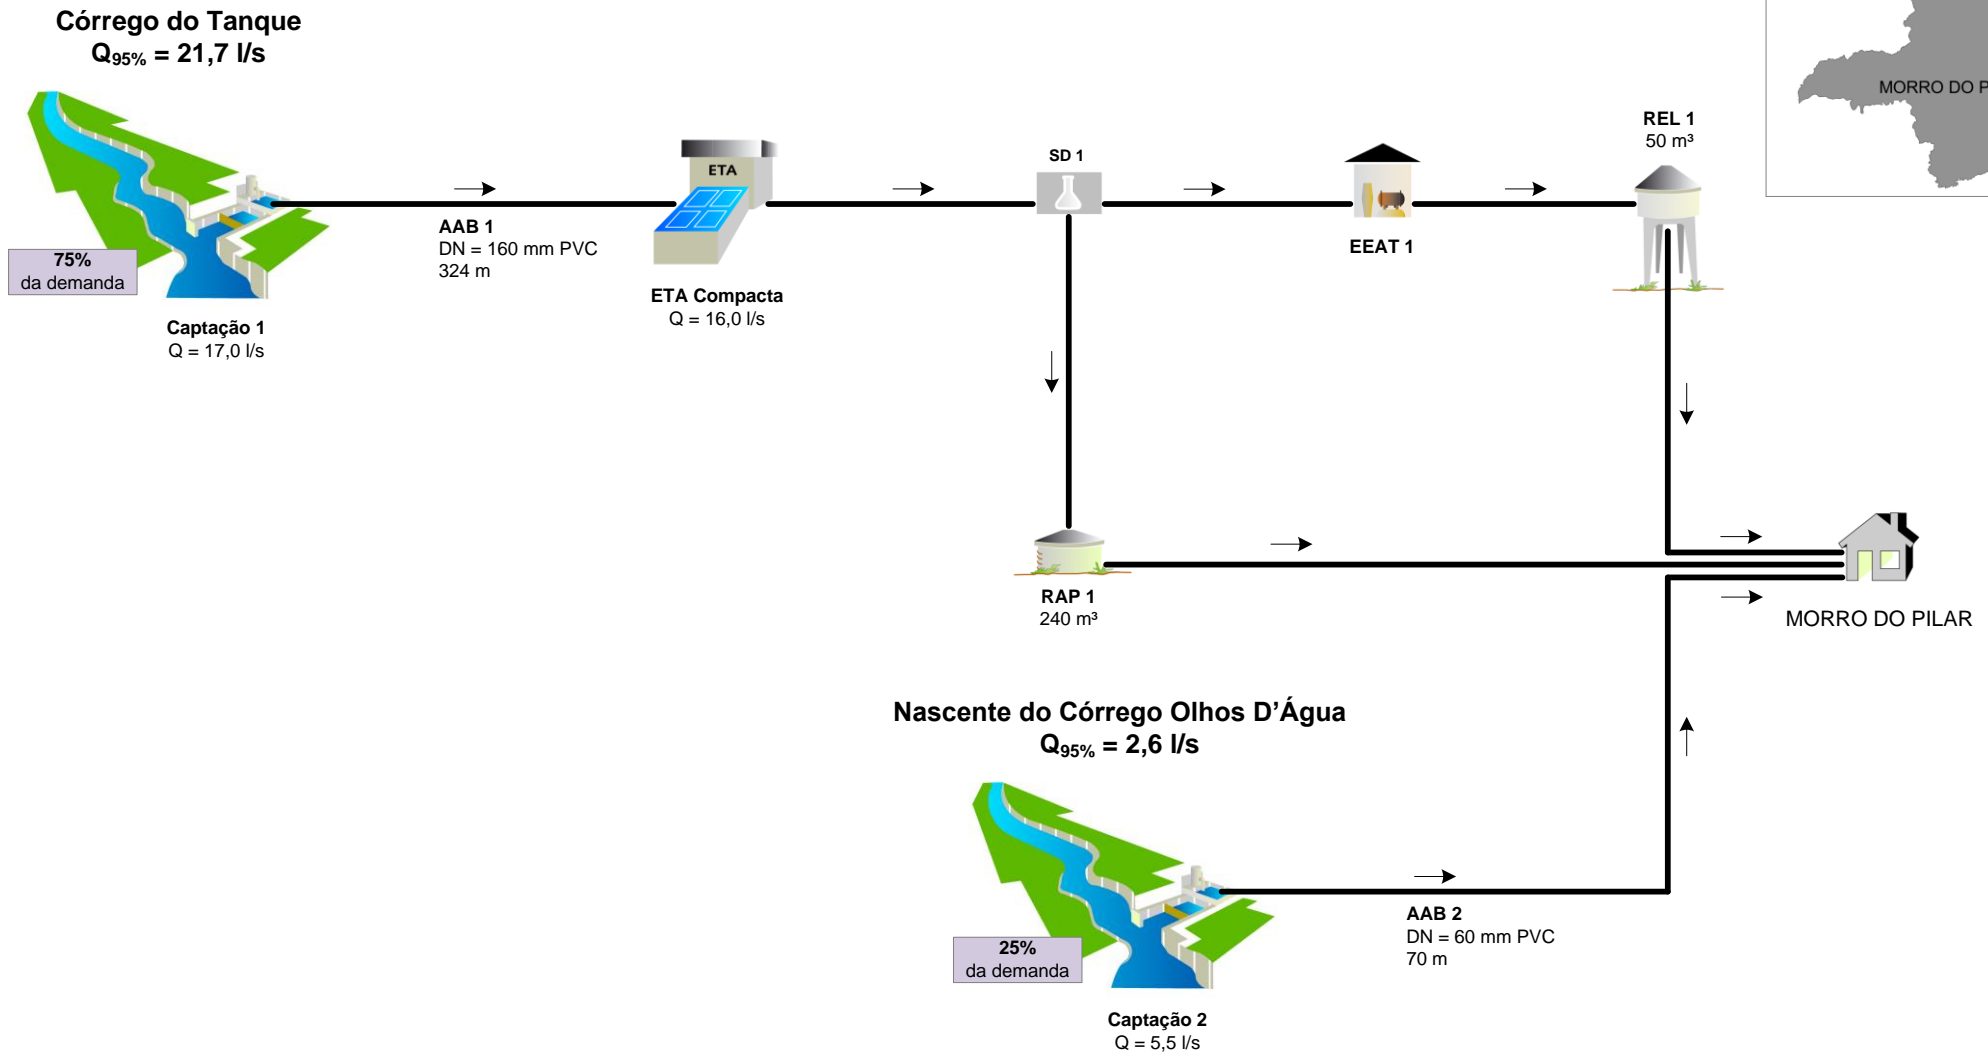 Córrego do Tanque
Q95% = 21,7 l/s
MORRO DO P
75%
da demanda
Captação 1
Q = 17,0 l/s
AAB 1
DN = 160 mm PVC
324 m
ETA
ETA Compacta
Q = 16,0 l/s
SD 1
EEAT 1
REL 1
50 m³
RAP 1
240 m³
MORRO DO PILAR
Nascente do Córrego Olhos D’Água
Q95% = 2,6 l/s
25%
da demanda
Captação 2
Q = 5,5 l/s
AAB 2
DN = 60 mm PVC
70 m